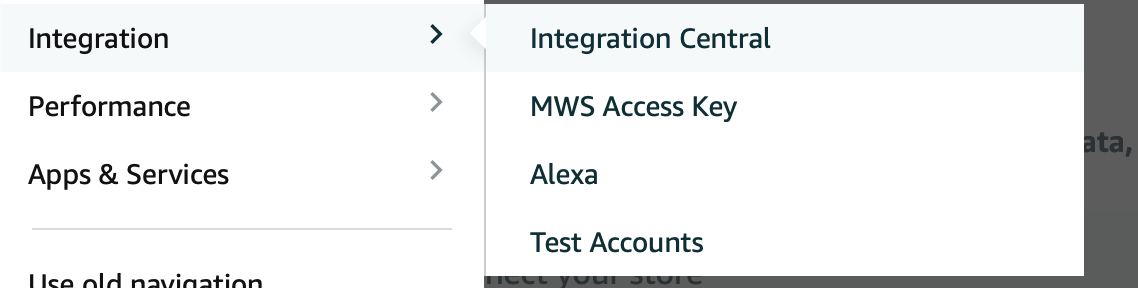 Integration
Performance
Apps & Services
Use old navigation
Integration Central
MWS Access Key
Alexa
Test Accounts
ata,
nect your store